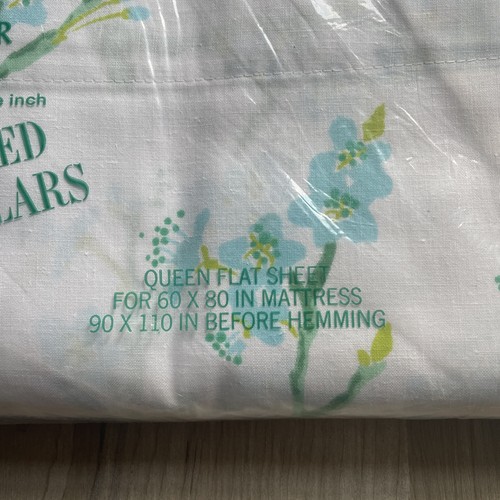 R
inch
ED
LARS
QUEEN FLAT SHEET
FOR 60 X 80 IN MATTRESS
90 X 110 IN BEFORE HEMMING